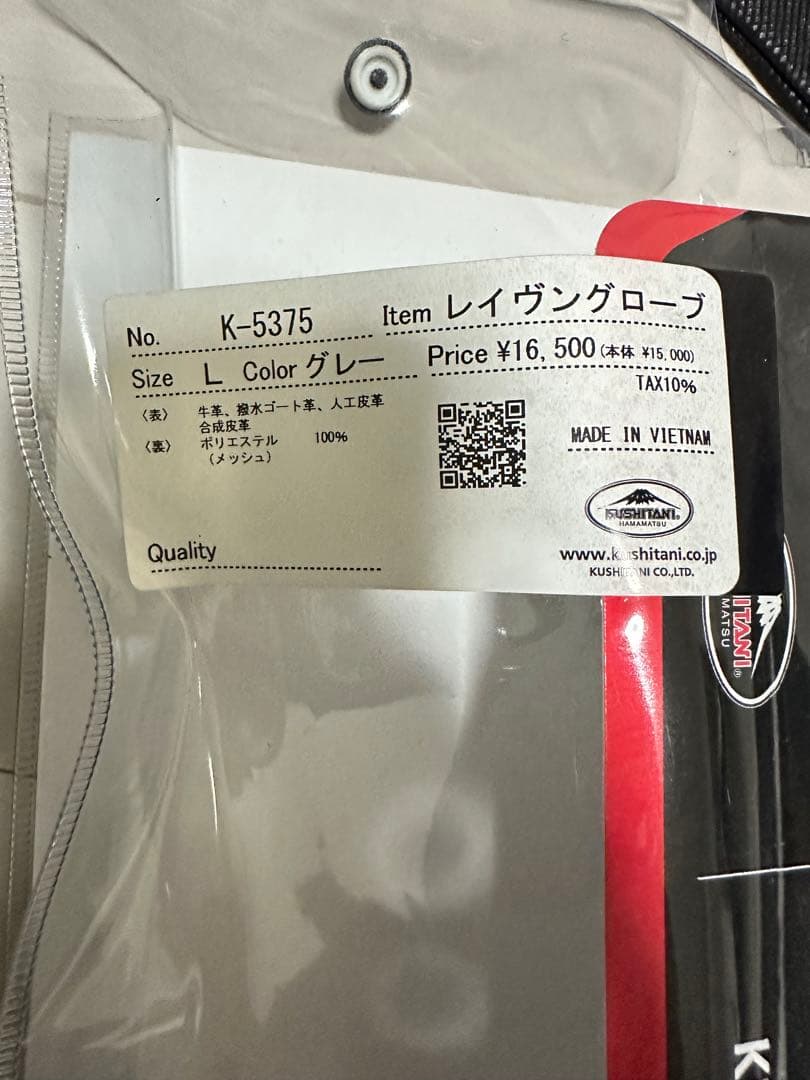 No. K-5375
Item レイヴングローブ
Size L Color グレー
Price ¥16,500(本体 ¥15,000)
TAX10%
〈表〉 牛革、撥水ゴート革、人工皮革
合成皮革
〈裏〉 ポリエステル 100%
(メッシュ)
MADE IN VIETNAM
KUSHITANI®
HAMAMATSU
Quality
www.kushitani.co.jp
KUSHITANI CO.,LTD.
ITANI®
MATSU
K